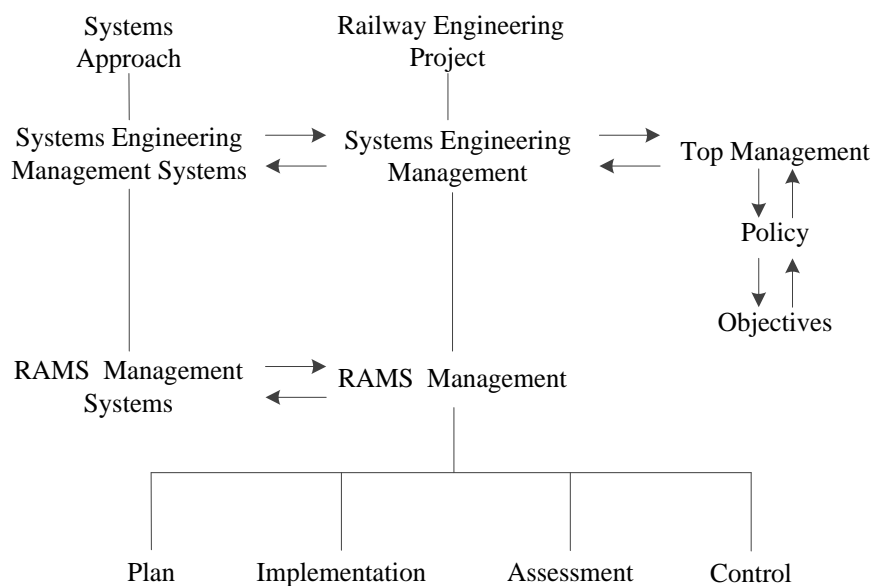 Systems
Approach
Railway Engineering
Project
Systems Engineering
Management Systems
Systems Engineering
Management
Top Management
Policy
Objectives
RAMS Management
Systems
RAMS Management
Plan
Implementation
Assessment
Control